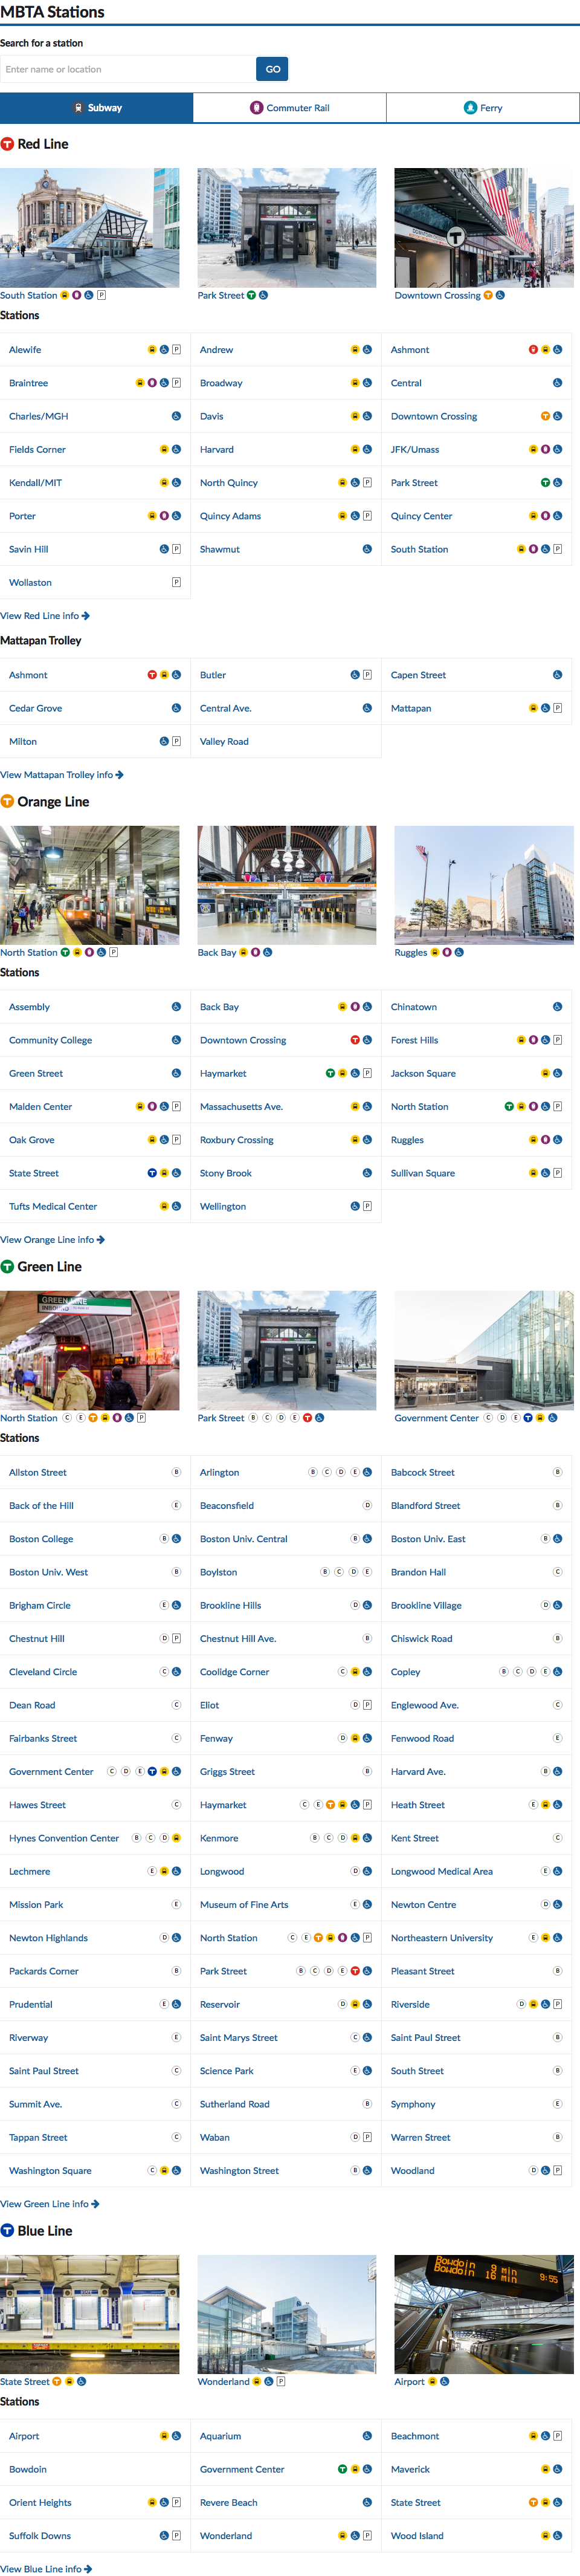 MBTA Stations
Search for a station
Enter name or location GO
Subway Commuter Rail Ferry
T Red Line
T
South Station P Park Street T Downtown Crossing T
Stations
Alewife P Andrew Ashmont
Braintree P Broadway Central
Charles/MGH Davis Downtown Crossing T
Fields Corner Harvard JFK/Umass
Kendall/MIT North Quincy P Park Street T
Porter Quincy Adams P Quincy Center
Savin Hill P Shawmut South Station P
Wollaston P
View Red Line info
Mattapan Trolley
Ashmont T Butler P Capen Street
Cedar Grove Central Ave. Mattapan P
Milton P Valley Road
View Mattapan Trolley info
T Orange Line
North Station T P Back Bay Ruggles
Stations
Assembly Back Bay Chinatown
Community College Downtown Crossing T Forest Hills P
Green Street Haymarket T P Jackson Square
Malden Center P Massachusetts Ave. North Station T P
Oak Grove P Roxbury Crossing Ruggles
State Street T Stony Brook Sullivan Square P
Tufts Medical Center Wellington P
View Orange Line info
T Green Line
GREEN LINE
INBOUND
North Station C E T P Park Street B C D E T Government Center C D E T
Stations
Allston Street B Arlington B C D E Babcock Street B
Back of the Hill E Beaconsfield D Blandford Street B
Boston College B Boston Univ. Central B Boston Univ. East B
Boston Univ. West B Boylston B C D E Brandon Hall C
Brigham Circle E Brookline Hills D Brookline Village D
Chestnut Hill D P Chestnut Hill Ave. B Chiswick Road B
Cleveland Circle C Coolidge Corner C Copley B C D E
Dean Road C Eliot D P Englewood Ave. C
Fairbanks Street C Fenway D Fenwood Road E
Government Center C D E T Griggs Street B Harvard Ave. B
Hawes Street C Haymarket C E T P Heath Street E
Hynes Convention Center B C D Kenmore B C D Kent Street C
Lechmere E Longwood D Longwood Medical Area E
Mission Park E Museum of Fine Arts E Newton Centre D
Newton Highlands D North Station C E T P Northeastern University E
Packards Corner B Park Street B C D E T Pleasant Street B
Prudential E Reservoir D Riverside D P
Riverway E Saint Marys Street C Saint Paul Street B
Saint Paul Street C Science Park E South Street B
Summit Ave. C Sutherland Road B Symphony E
Tappan Street C Waban D P Warren Street B
Washington Square C Washington Street B Woodland D P
View Green Line info
T Blue Line
Bowdoin 9 min
Bowdoin 16 min 9:55
STATE
State Street T Wonderland P Airport
Stations
Airport Aquarium Beachmont P
Bowdoin Government Center T Maverick
Orient Heights P Revere Beach State Street T
Suffolk Downs P Wonderland P Wood Island
View Blue Line info